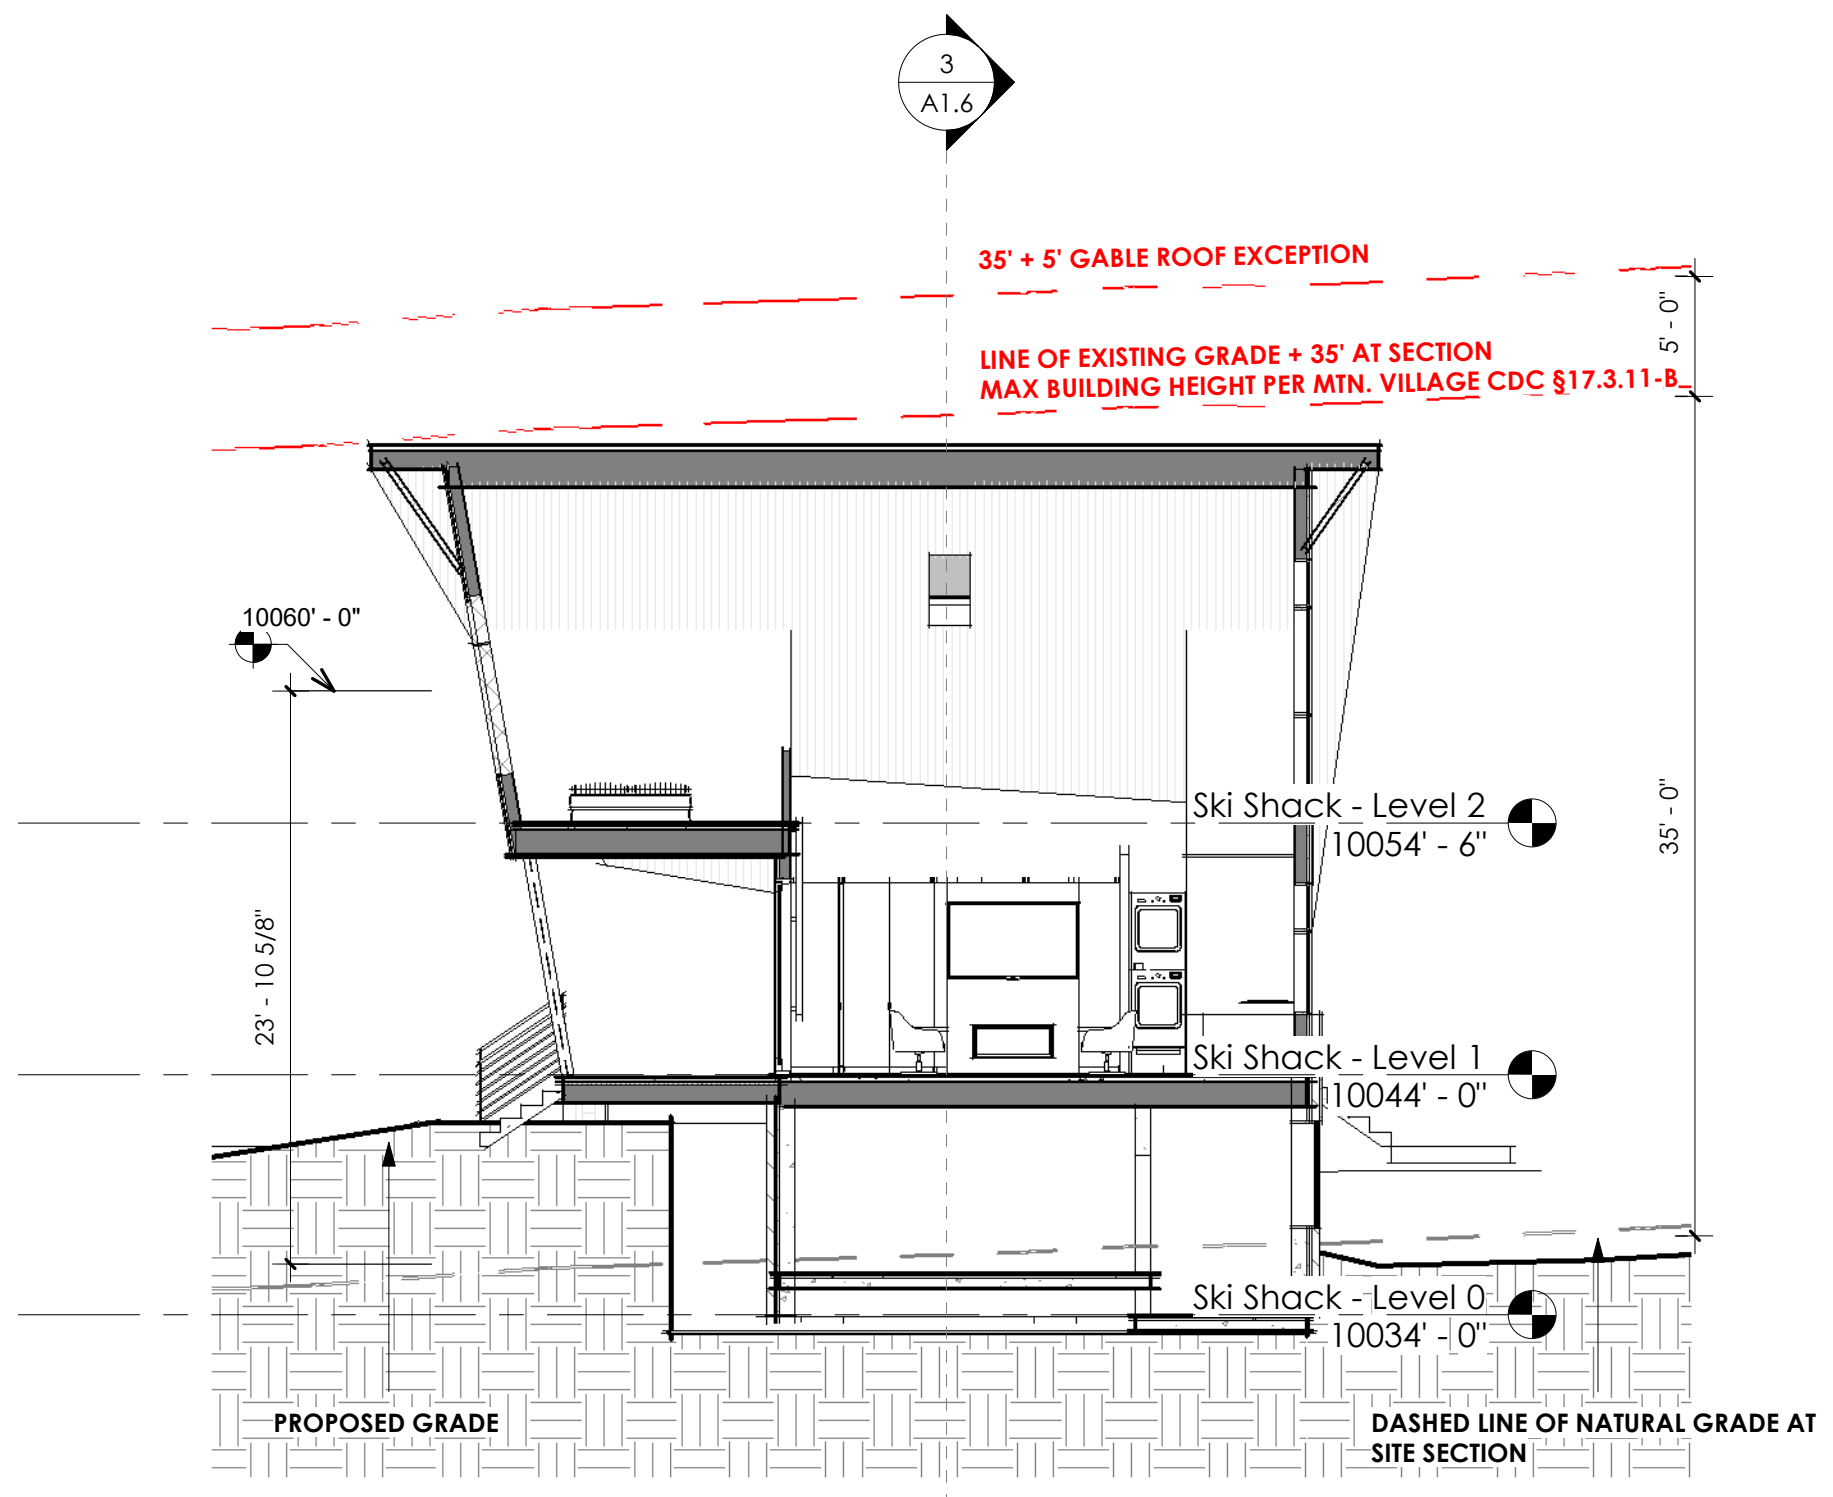 3
A1.6
35' + 5' GABLE ROOF EXCEPTION
5' - 0"
LINE OF EXISTING GRADE + 35' AT SECTION
MAX BUILDING HEIGHT PER MTN. VILLAGE CDC §17.3.11-B
10060' - 0"
Ski Shack - Level 2
10054' - 6"
35' - 0"
23' - 10 5/8"
Ski Shack - Level 1
10044' - 0"
Ski Shack - Level 0
10034' - 0"
PROPOSED GRADE
DASHED LINE OF NATURAL GRADE AT
SITE SECTION